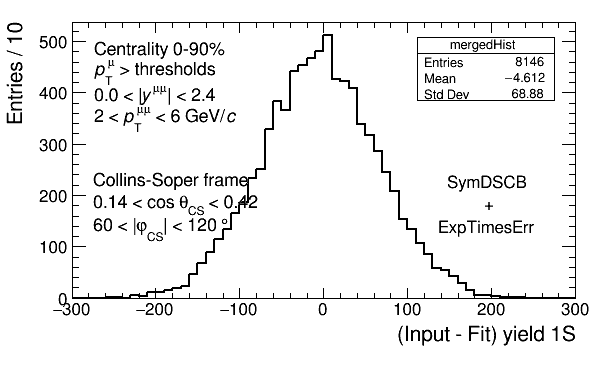 Entries / 10
500
400
300
200
100
0
Centrality 0-90%
p_T^μ > thresholds
0.0 < |y^μμ| < 2.4
2 < p_T^μμ < 6 GeV/c
Collins-Soper frame
0.14 < cos θ_CS < 0.42
60 < |φ_CS| < 120 °
mergedHist
Entries 8146
Mean −4.612
Std Dev 68.88
SymDSCB
+
ExpTimesErr
−300 −200 −100 0 100 200 300
(Input - Fit) yield 1S